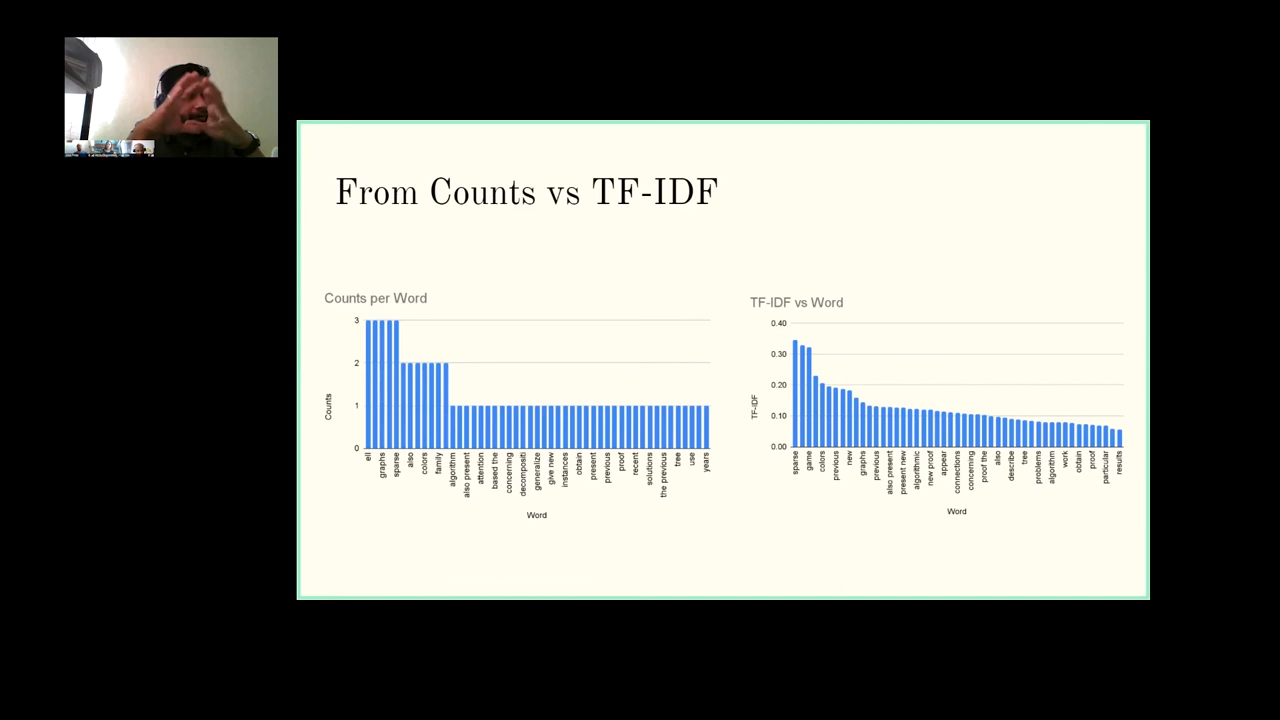 From Counts vs TF-IDF
Counts per Word
3
2
1
0
Counts
ell
graphs
sparse
also
colors
family
algorithm
also present
attention
based the
concerning
decompositi
generalize
give new
instances
obtain
present
previous
proof
recent
solutions
the previous
tree
use
years
Word
TF-IDF vs Word
0.40
0.30
0.20
0.10
0.00
TF-IDF
sparse
game
colors
previous
new
graphs
previous
also present
present new
algorithmic
new proof
appear
connections
concerning
proof the
also
describe
tree
problems
algorithm
work
obtain
proof
particular
results
Word